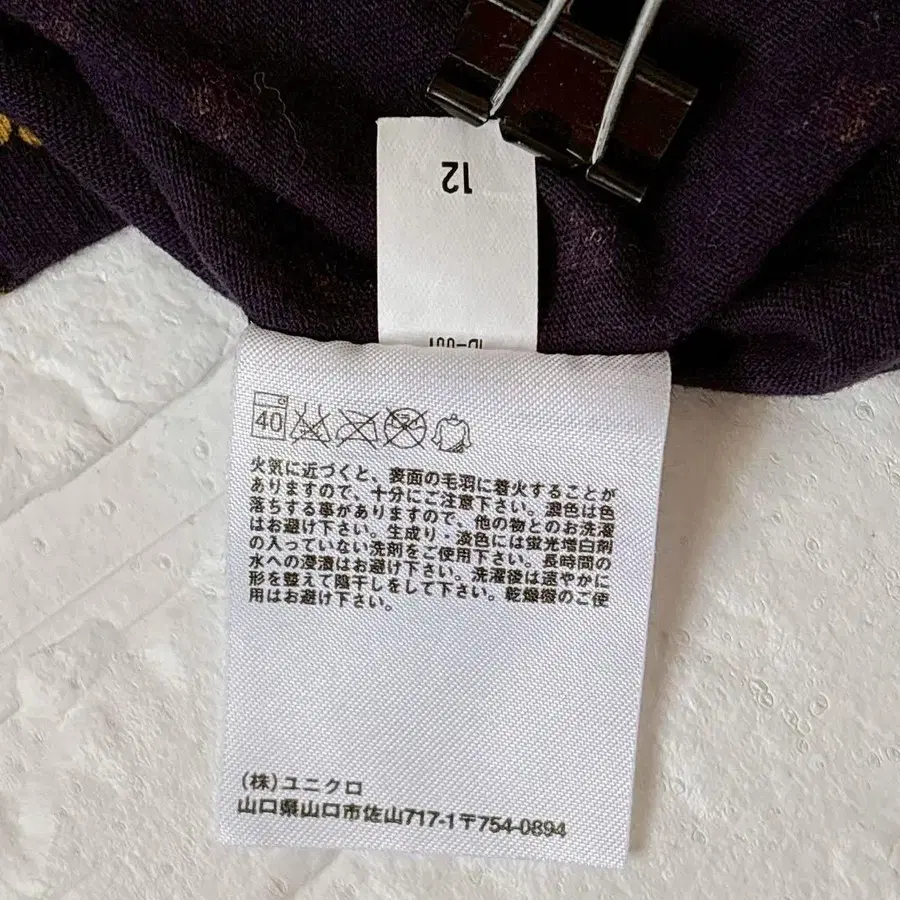 12
ID-001
40
火気に近づくと、表面の毛羽に着火することが
ありますので、十分にご注意下さい。濃色は色
落ちする事がありますので、他の物とのお洗濯
はお避け下さい。生成り・淡色には蛍光増白剤
の入っていない洗剤をご使用下さい。長時間の
水への浸漬はお避け下さい。洗濯後は速やかに
形を整えて陰干しをして下さい。乾燥機のご使
用はお避け下さい。
(株)ユニクロ
山口県山口市佐山717-1〒754-0894